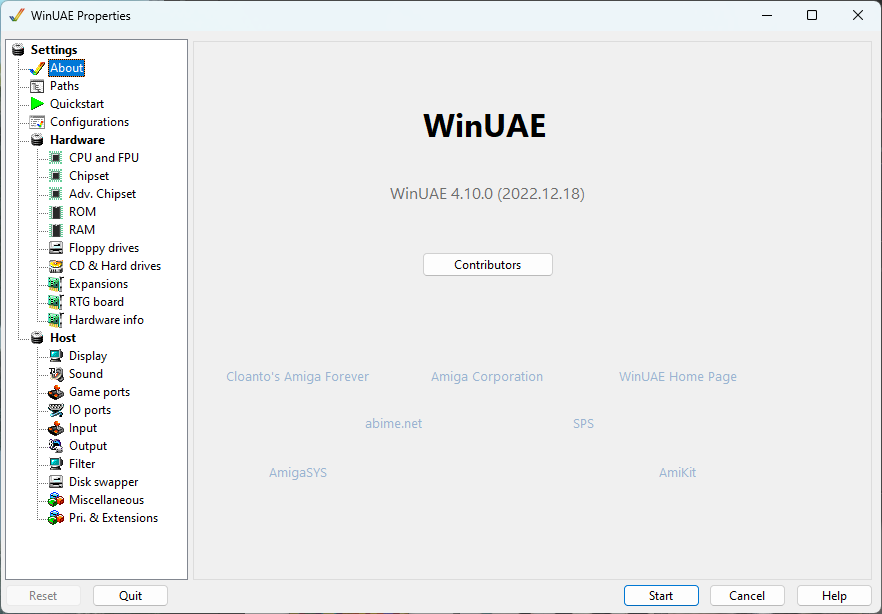 WinUAE Properties
Settings
About
Paths
Quickstart
Configurations
Hardware
CPU and FPU
Chipset
Adv. Chipset
ROM
RAM
Floppy drives
CD & Hard drives
Expansions
RTG board
Hardware info
Host
Display
Sound
Game ports
IO ports
Input
Output
Filter
Disk swapper
Miscellaneous
Pri. & Extensions
WinUAE
WinUAE 4.10.0 (2022.12.18)
Contributors
Cloanto's Amiga Forever Amiga Corporation WinUAE Home Page
abime.net SPS
AmigaSYS AmiKit
Reset Quit Start Cancel Help